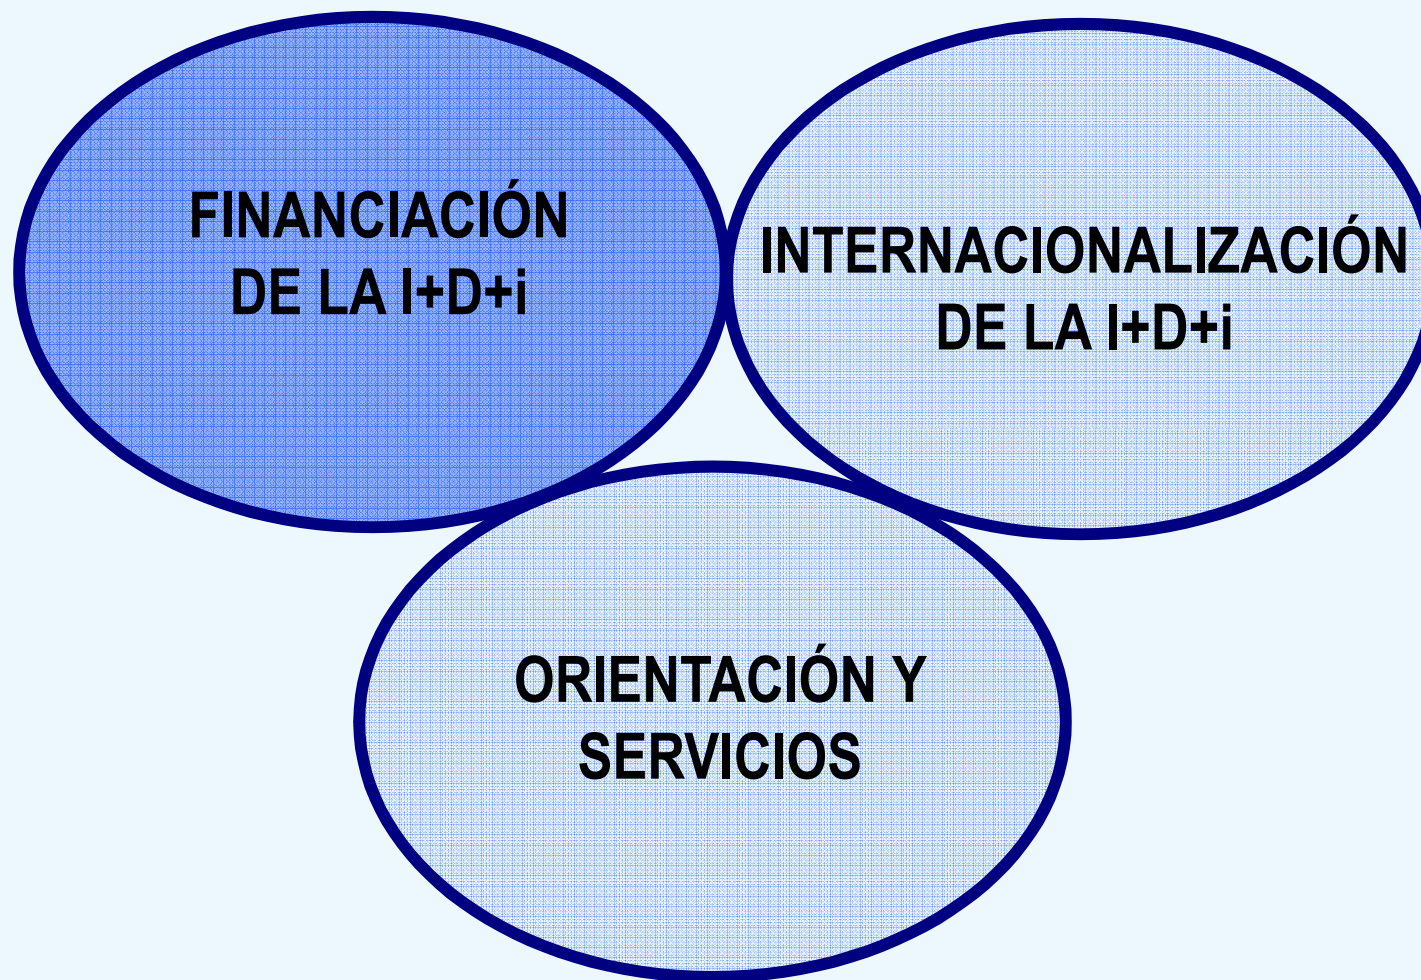 FINANCIACIÓN
DE LA I+D+i
INTERNACIONALIZACIÓN
DE LA I+D+i
ORIENTACIÓN Y
SERVICIOS